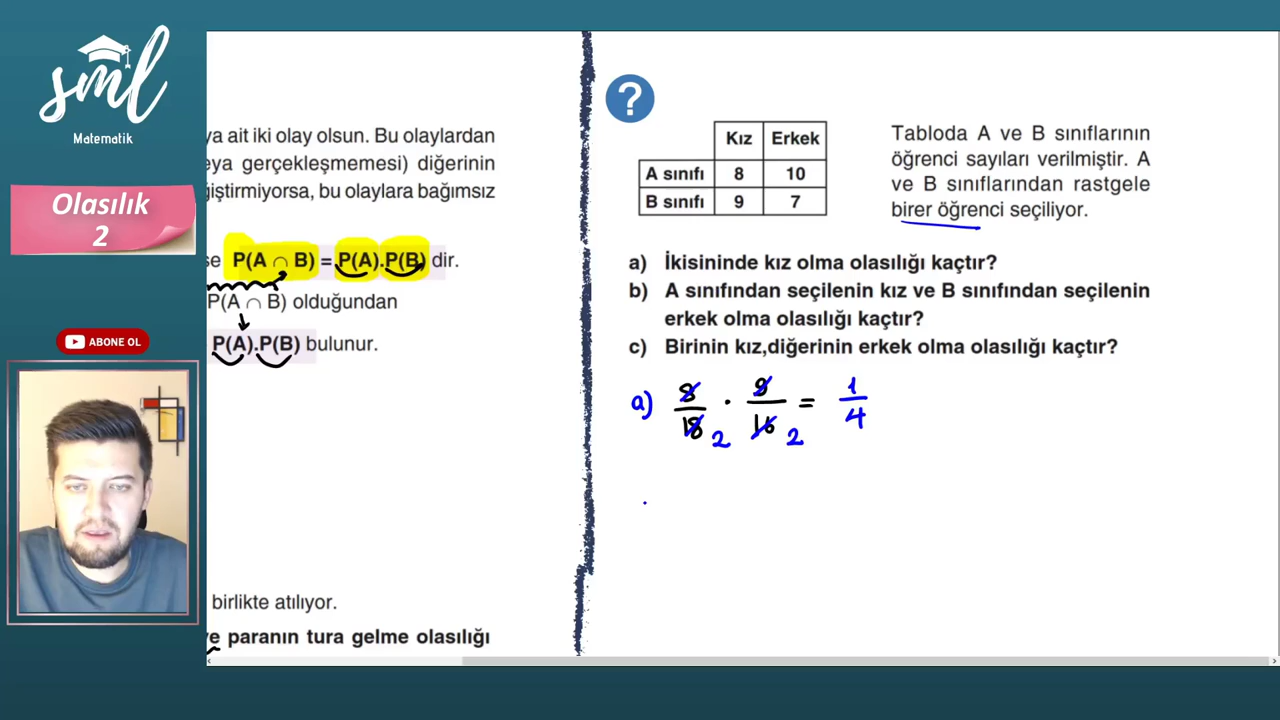 sml
Matematik
Olasılık
2
ABONE OL
ya ait iki olay olsun. Bu olaylardan
eya gerçekleşmemesi) diğerinin
ğiştirmiyorsa, bu olaylara bağımsız
se P(A ∩ B) = P(A).P(B) dir.
P(A ∩ B) olduğundan
P(A).P(B) bulunur.
birlikte atılıyor.
ve paranın tura gelme olasılığı
?
Kız Erkek
A sınıfı 8 10
B sınıfı 9 7
Tabloda A ve B sınıflarının
öğrenci sayıları verilmiştir. A
ve B sınıflarından rastgele
birer öğrenci seçiliyor.
a) İkisininde kız olma olasılığı kaçtır?
b) A sınıfından seçilenin kız ve B sınıfından seçilenin
erkek olma olasılığı kaçtır?
c) Birinin kız,diğerinin erkek olma olasılığı kaçtır?
a) 8/18 2 · 9/16 2 = 1/4